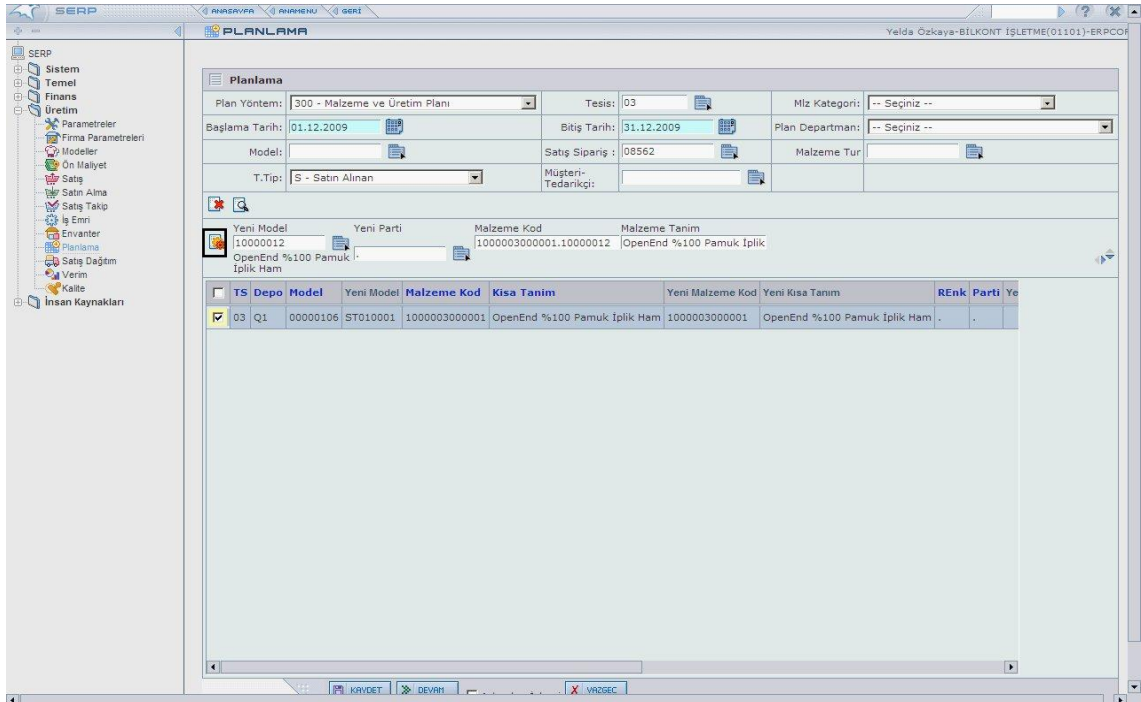 SERP
ANASAYFA ANAMENU GERİ
PLANLAMA
Yelda Özkaya-BİLKONT İŞLETME(01101)-ERPCOR
SERP
Sistem
Temel
Finans
Üretim
Parametreler
Firma Parametreleri
Modeller
Ön Maliyet
Satış
Satın Alma
Satış Takip
İş Emri
Envanter
Planlama
Satış Dağıtım
Verim
Kalite
İnsan Kaynakları
Planlama
Plan Yöntem: 300 - Malzeme ve Üretim Planı Tesis: 03 Mlz Kategori: -- Seçiniz --
Başlama Tarih: 01.12.2009 Bitiş Tarih: 31.12.2009 Plan Departman: -- Seçiniz --
Model: Satış Sipariş : 08562 Malzeme Tur
T.Tip: S - Satın Alınan Müşteri-Tedarikçi:
Yeni Model Yeni Parti Malzeme Kod Malzeme Tanim
10000012 . 1000003000001.10000012 OpenEnd %100 Pamuk İplik
OpenEnd %100 Pamuk
İplik Ham
TS Depo Model Yeni Model Malzeme Kod Kisa Tanim Yeni Malzeme Kod Yeni Kısa Tanım REnk Parti Ye
03 Q1 00000106 ST010001 1000003000001 OpenEnd %100 Pamuk İplik Ham 1000003000001 OpenEnd %100 Pamuk İplik Ham . .
KAYDET DEVAM VAZGEÇ